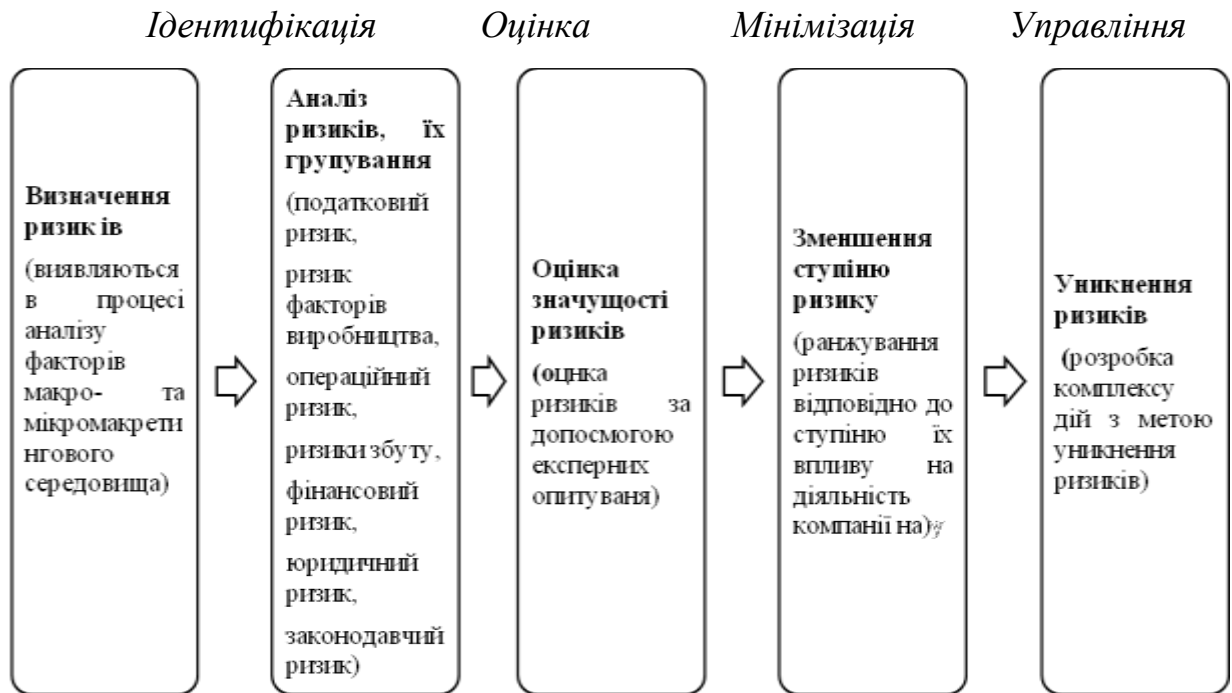 Ідентифікація Оцінка Мінімізація Управління
Визначення
ризик ів
(виявляються
в процесі
аналізу
факторів
макро- та
мікромакрети
нгового
середовища)
Аналіз
ризиків, їх
групування
(податковий
ризик,
ризик
факторів
виробництва,
операційний
ризик,
ризики збуту,
фінансовий
ризик,
юридичний
ризик,
законодавчий
ризик)
Оцінка
значущості
ризиків
(оцнка
ризиків за
допосмогою
експерних
опитуваня)
Зменшення
ступіню
ризику
(ранжування
ризиків
відповідно до
ступіню їх
впливу на
діяльність
компанії на)
Уникнення
ризиків
(розробка
комплексу
дій з метою
уникнення
ризиків)